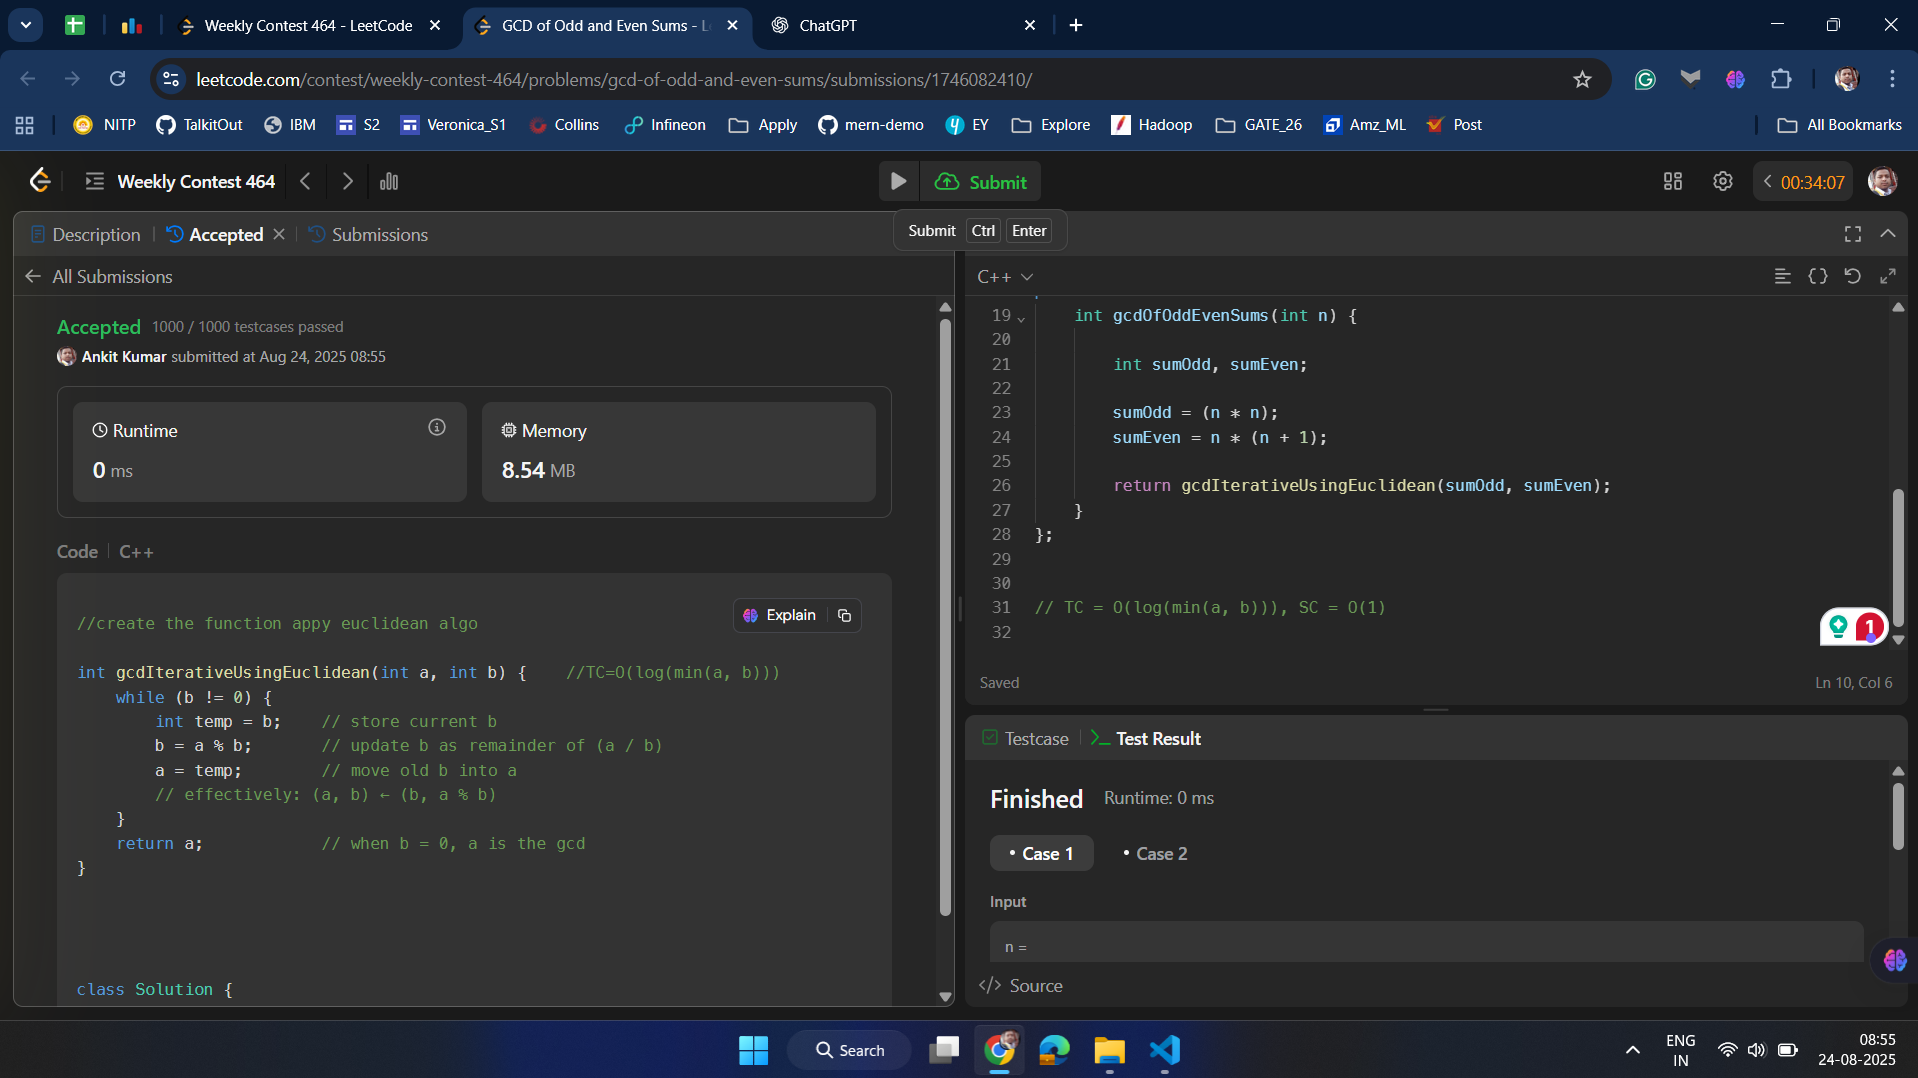 Weekly Contest 464 - LeetCode
GCD of Odd and Even Sums - L
ChatGPT
leetcode.com/contest/weekly-contest-464/problems/gcd-of-odd-and-even-sums/submissions/1746082410/
NITP
TalkitOut
IBM
S2
Veronica_S1
Collins
Infineon
Apply
mern-demo
EY
Explore
Hadoop
GATE_26
Amz_ML
Post
All Bookmarks
Weekly Contest 464
Submit
00:34:07
Submit Ctrl Enter
Description
Accepted
Submissions
All Submissions
Accepted 1000 / 1000 testcases passed
Ankit Kumar submitted at Aug 24, 2025 08:55
Runtime
0 ms
Memory
8.54 MB
Code
C++
Explain
//create the function appy euclidean algo
int gcdIterativeUsingEuclidean(int a, int b) {    //TC=O(log(min(a, b)))
    while (b != 0) {
        int temp = b;    // store current b
        b = a % b;       // update b as remainder of (a / b)
        a = temp;        // move old b into a
        // effectively: (a, b) ← (b, a % b)
    }
    return a;            // when b = 0, a is the gcd
}
class Solution {
C++
19     int gcdOfOddEvenSums(int n) {
20
21         int sumOdd, sumEven;
22
23         sumOdd = (n * n);
24         sumEven = n * (n + 1);
25
26         return gcdIterativeUsingEuclidean(sumOdd, sumEven);
27     }
28 };
29
30
31 // TC = O(log(min(a, b))), SC = O(1)
32
1
Saved
Ln 10, Col 6
Testcase
Test Result
Finished Runtime: 0 ms
• Case 1
• Case 2
Input
n =
</> Source
Search
ENG
IN
08:55
24-08-2025